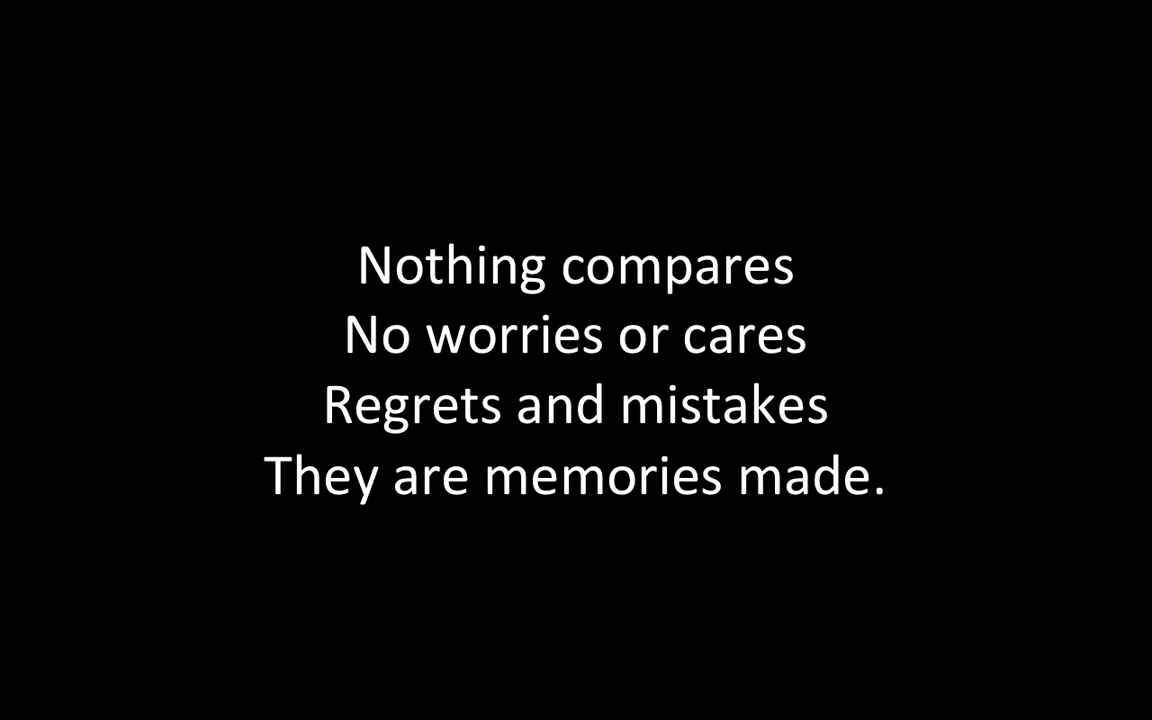 Nothing compares
No worries or cares
Regrets and mistakes
They are memories made.